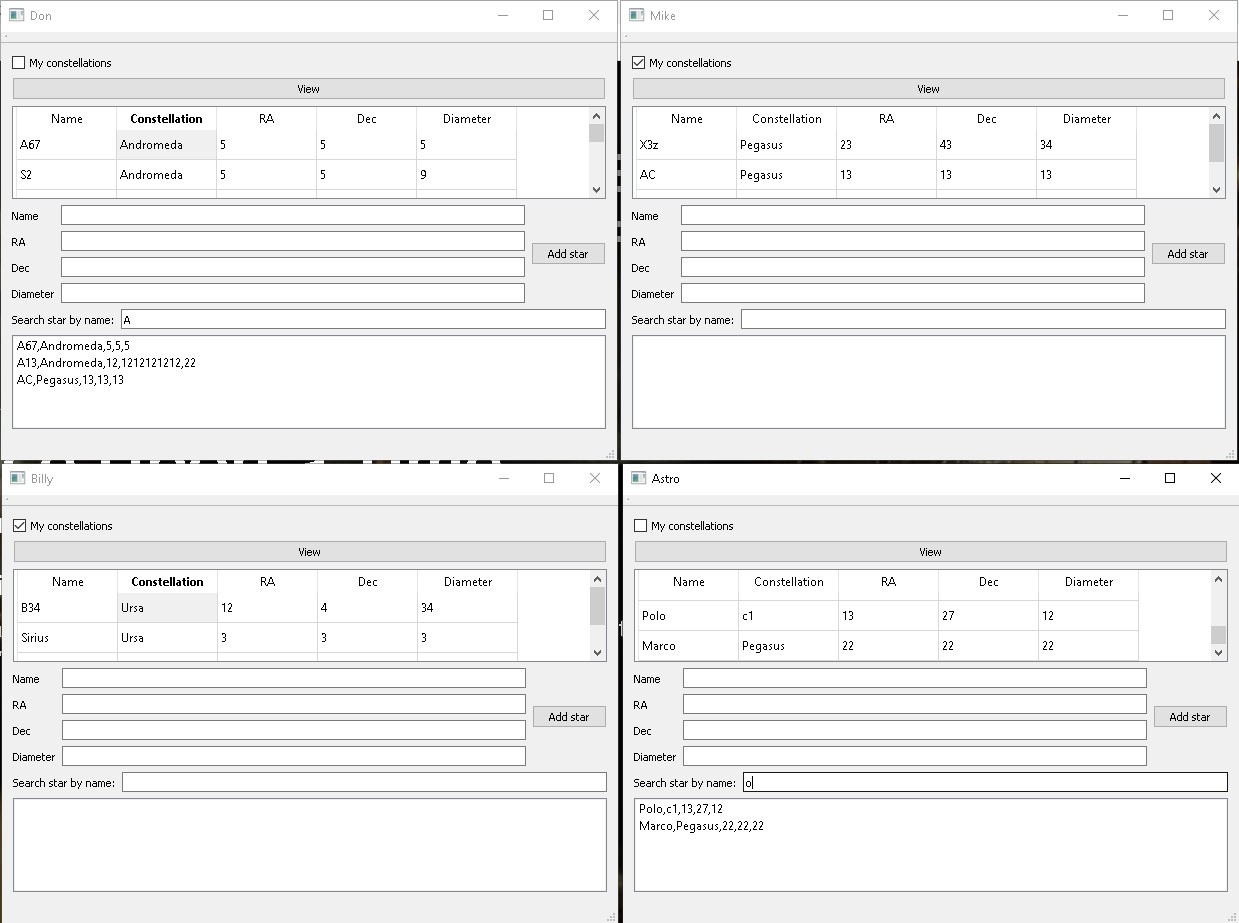 Don
My constellations
View
Name Constellation RA Dec Diameter
A67 Andromeda 5 5 5
S2 Andromeda 5 5 9
Name
RA
Add star
Dec
Diameter
Search star by name: A
A67,Andromeda,5,5,5
A13,Andromeda,12,1212121212,22
AC,Pegasus,13,13,13
Mike
My constellations
View
Name Constellation RA Dec Diameter
X3z Pegasus 23 43 34
AC Pegasus 13 13 13
Name
RA
Add star
Dec
Diameter
Search star by name:
Billy
My constellations
View
Name Constellation RA Dec Diameter
B34 Ursa 12 4 34
Sirius Ursa 3 3 3
Name
RA
Add star
Dec
Diameter
Search star by name:
Astro
My constellations
View
Name Constellation RA Dec Diameter
Polo c1 13 27 12
Marco Pegasus 22 22 22
Name
RA
Add star
Dec
Diameter
Search star by name: o
Polo,c1,13,27,12
Marco,Pegasus,22,22,22